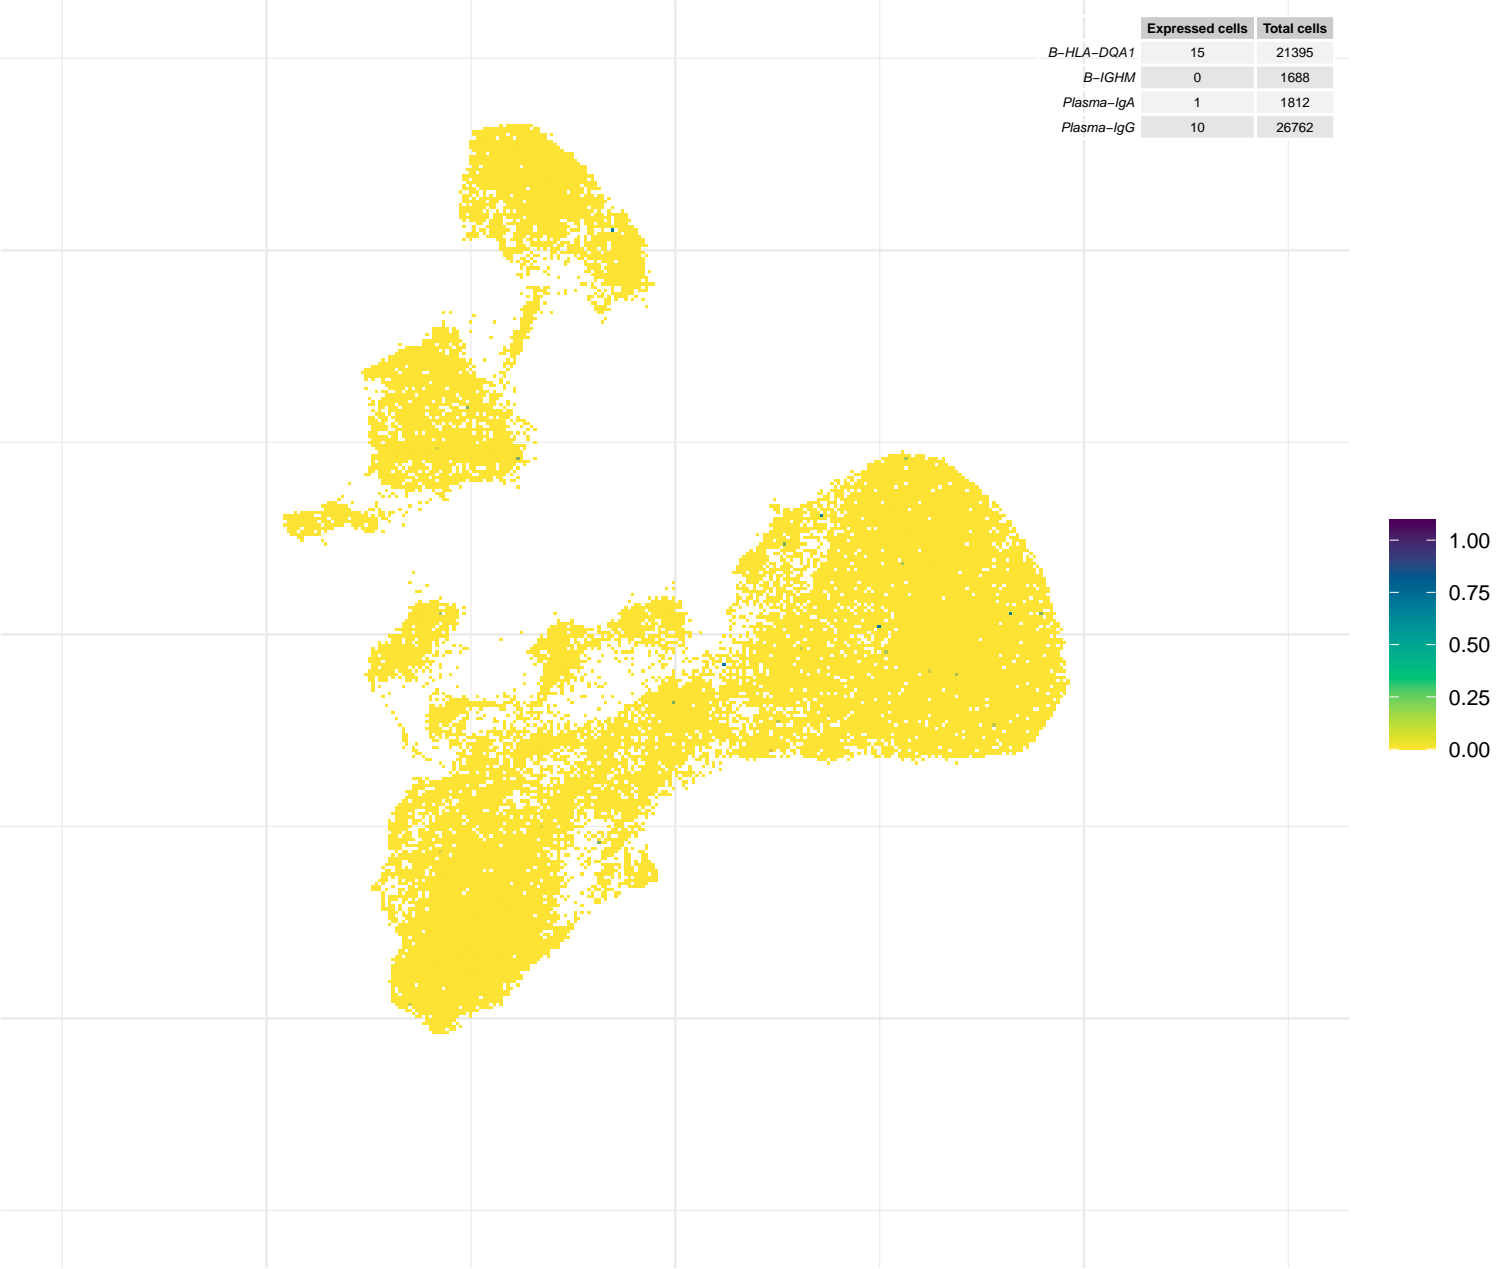 Expressed cells Total cells
B−HLA−DQA1 15 21395
B−IGHM 0 1688
Plasma−IgA 1 1812
Plasma−IgG 10 26762
1.00
0.75
0.50
0.25
0.00